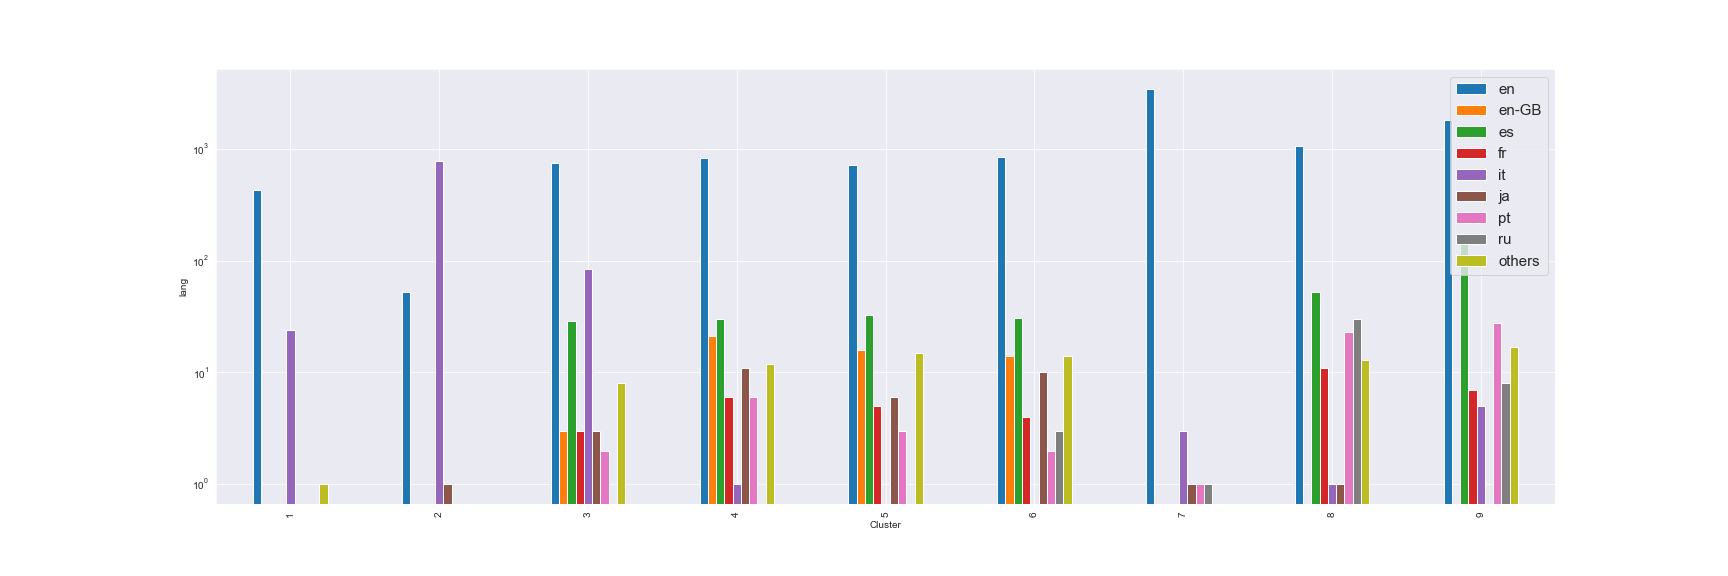 en
en-GB
es
fr
it
ja
pt
ru
others
10³
10²
10¹
10⁰
lang
1 2 3 4 5 6 7 8 9
Cluster